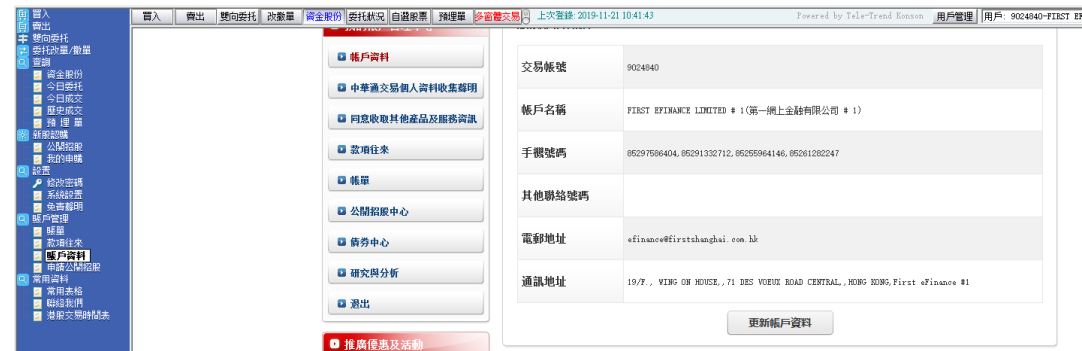 買入 賣出 雙向委托 改數單 資金股份 委托狀況 自選股票 預埋單 多窗體交易 上次登錄: 2019-11-21 10:41:43 Powered by Tele-Trend Konson 用戶管理 用戶: 9024840-FIRST
買入
賣出
雙向委托
委托改單/撤單
查詢
資金股份
今日委托
今日成交
歷史成交
預 埋 單
新股認購
公開招股
我的申購
設置
修改密碼
系統設置
免責聲明
賬戶管理
賬單
款項往來
賬戶資料
申請公開招股
常用資料
常用表格
聯絡我們
港股交易時間表
帳戶資料
中華通交易個人資料收集聲明
同意收取其他產品及服務資訊
款項往來
帳單
公開招股中心
債券中心
研究與分析
退出
推廣優惠及活動
交易帳號 9024840
帳戶名稱 FIRST EFINANCE LIMITED # 1(第一網上金融有限公司 # 1)
手機號碼 85297586404,85291332712,85255964146,85261282247
其他聯絡號碼
電郵地址 efinance@firstshanghai.com.hk
通訊地址 19/F., WING ON HOUSE,,71 DES VOEUX ROAD CENTRAL,,HONG KONG,First eFinance #1
更新帳戶資料